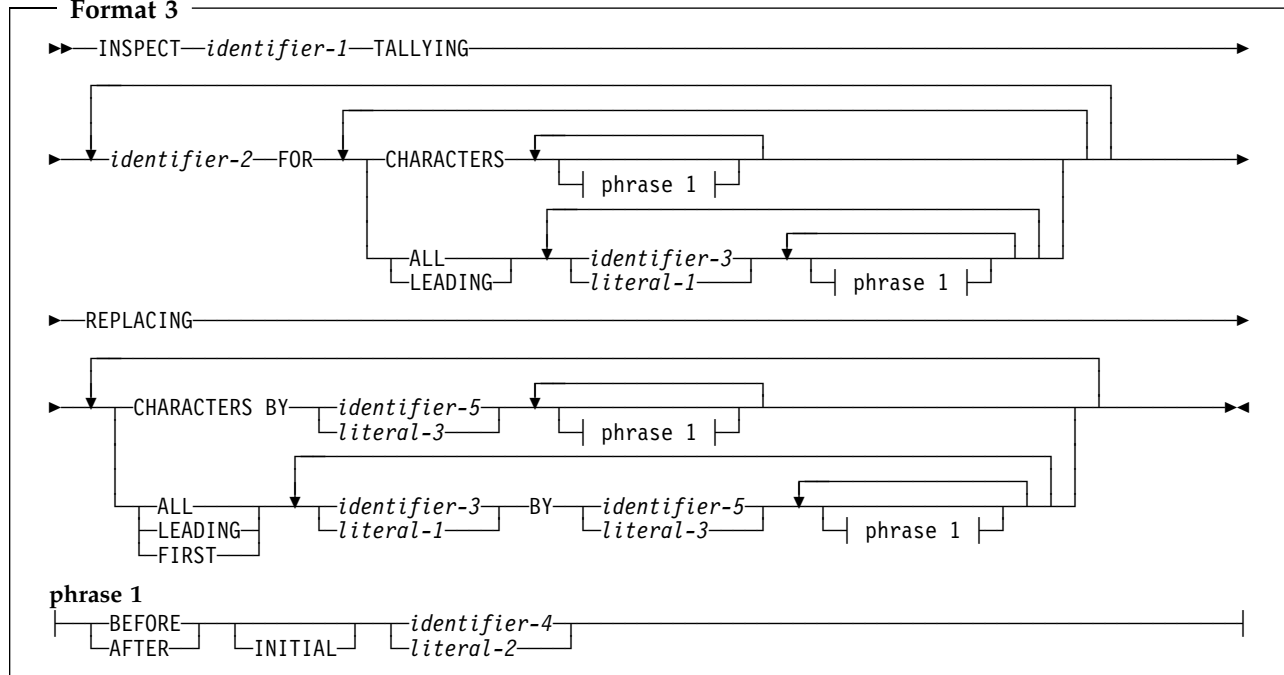 Format 3
INSPECT identifier-1 TALLYING
identifier-2 FOR CHARACTERS
phrase 1
ALL identifier-3
LEADING literal-1 phrase 1
REPLACING
CHARACTERS BY identifier-5
literal-3 phrase 1
ALL identifier-3 BY identifier-5
LEADING literal-1 literal-3 phrase 1
FIRST
phrase 1
BEFORE identifier-4
AFTER INITIAL literal-2